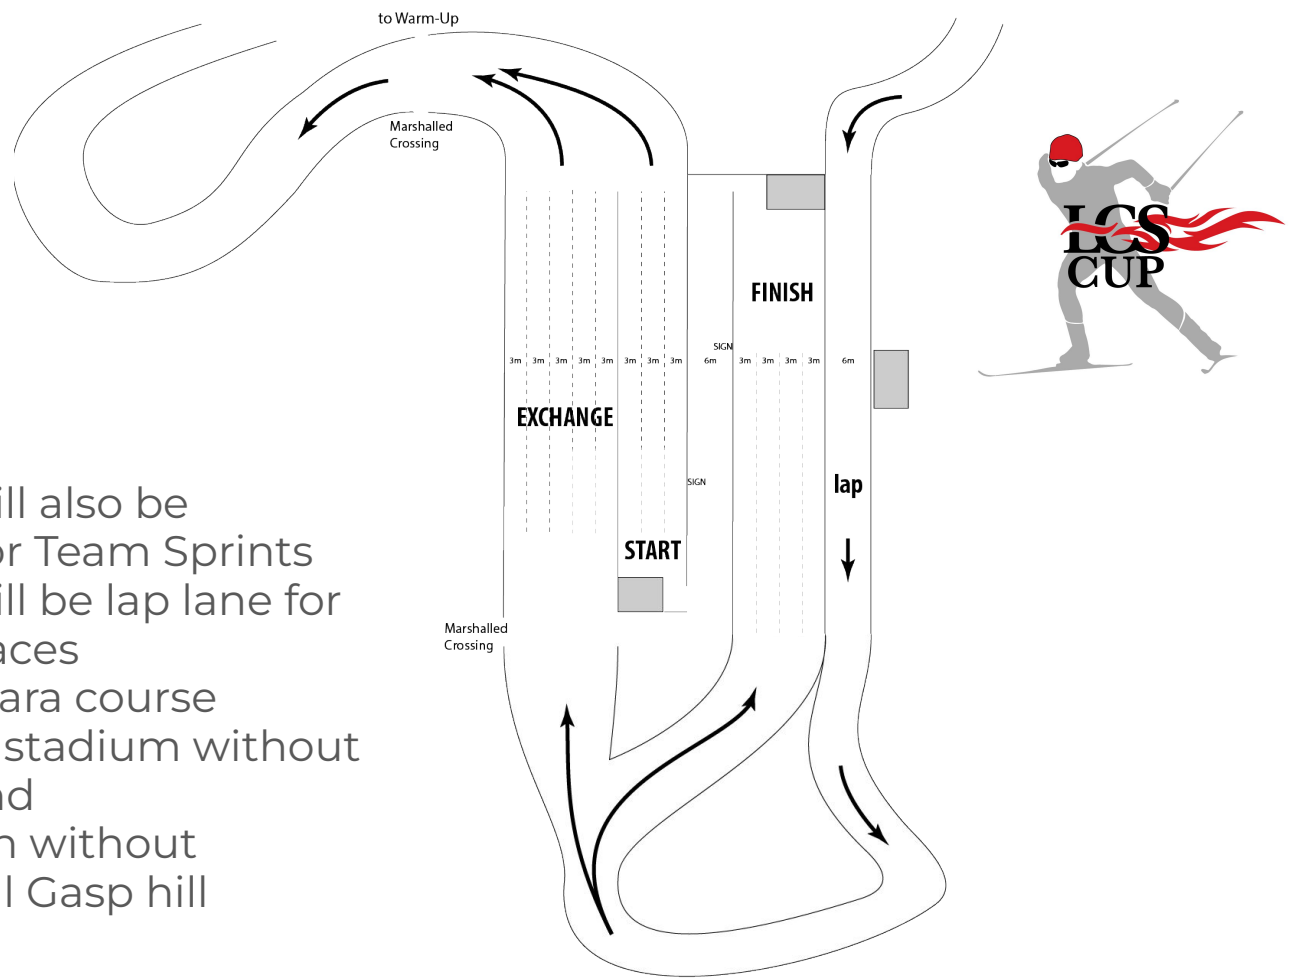 to Warm-Up
Marshalled
Crossing
LCS
CUP
FINISH
SIGN
3m 3m 3m 3m 3m 3m 3m 3m 6m 3m 3m 3m 3m 6m
EXCHANGE
SIGN
lap
START
Marshalled
Crossing
ill also be
or Team Sprints
ill be lap lane for
aces
ara course
stadium without
nd
n without
l Gasp hill